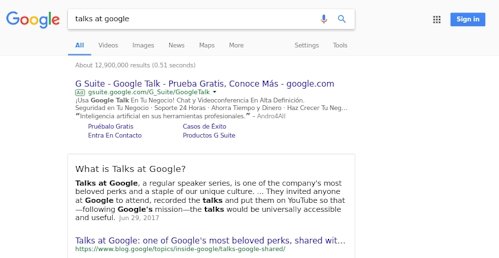 Google
talks at google
Sign in
All Videos Images News Maps More Settings Tools
About 12,900,000 results (0.51 seconds)
G Suite - Google Talk - Prueba Gratis, Conoce Más - google.com
Ad gsuite.google.com/G_Suite/GoogleTalk
¡Usa Google Talk En Tu Negocio! Chat y Videoconferencia En Alta Definición.
Seguridad en Tu Negocio · Soporte 24 Horas · Ahorra Tiempo y Dinero · Haz Crecer Tu Neg...
"Inteligencia artificial en sus herramientas profesionales." – Andro4All
Pruébalo Gratis Casos de Éxito
Entra En Contacto Productos G Suite
What is Talks at Google?
Talks at Google, a regular speaker series, is one of the company's most
beloved perks and a staple of our unique culture. ... They invited anyone
at Google to attend, recorded the talks and put them on YouTube so that
—following Google's mission—the talks would be universally accessible
and useful. Jun 29, 2017
Talks at Google: one of Google's most beloved perks, shared wit...
https://www.blog.google/topics/inside-google/talks-google-shared/